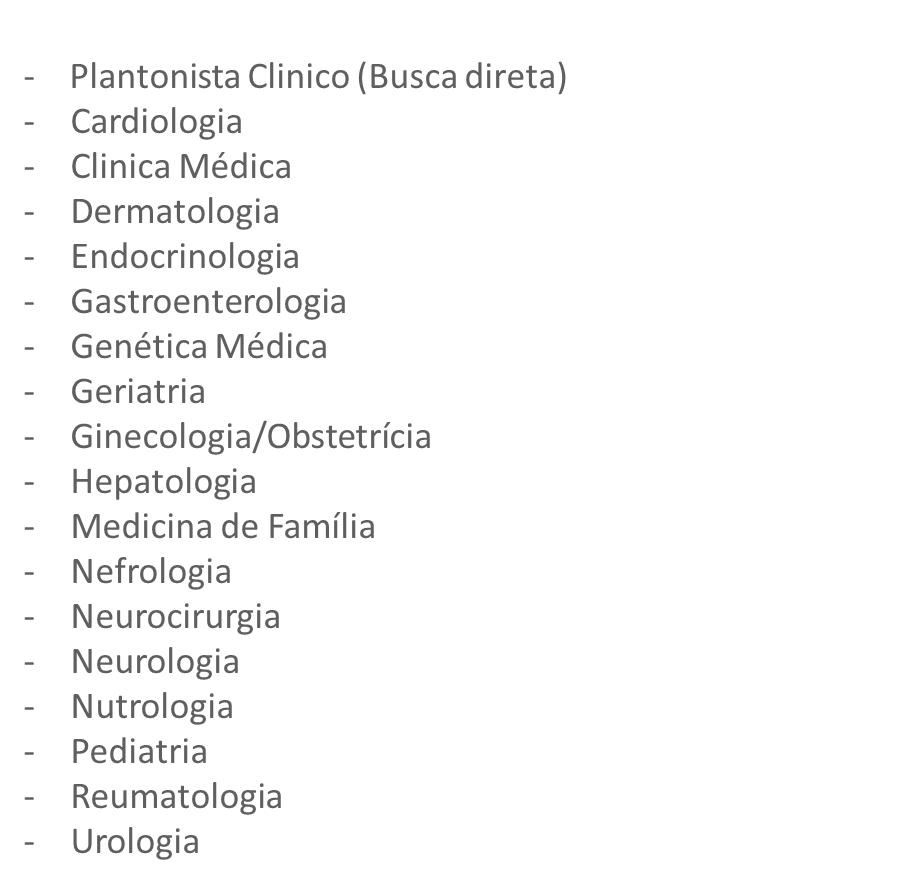 - Plantonista Clinico (Busca direta)
- Cardiologia
- Clinica Médica
- Dermatologia
- Endocrinologia
- Gastroenterologia
- Genética Médica
- Geriatria
- Ginecologia/Obstetrícia
- Hepatologia
- Medicina de Família
- Nefrologia
- Neurocirurgia
- Neurologia
- Nutrologia
- Pediatria
- Reumatologia
- Urologia